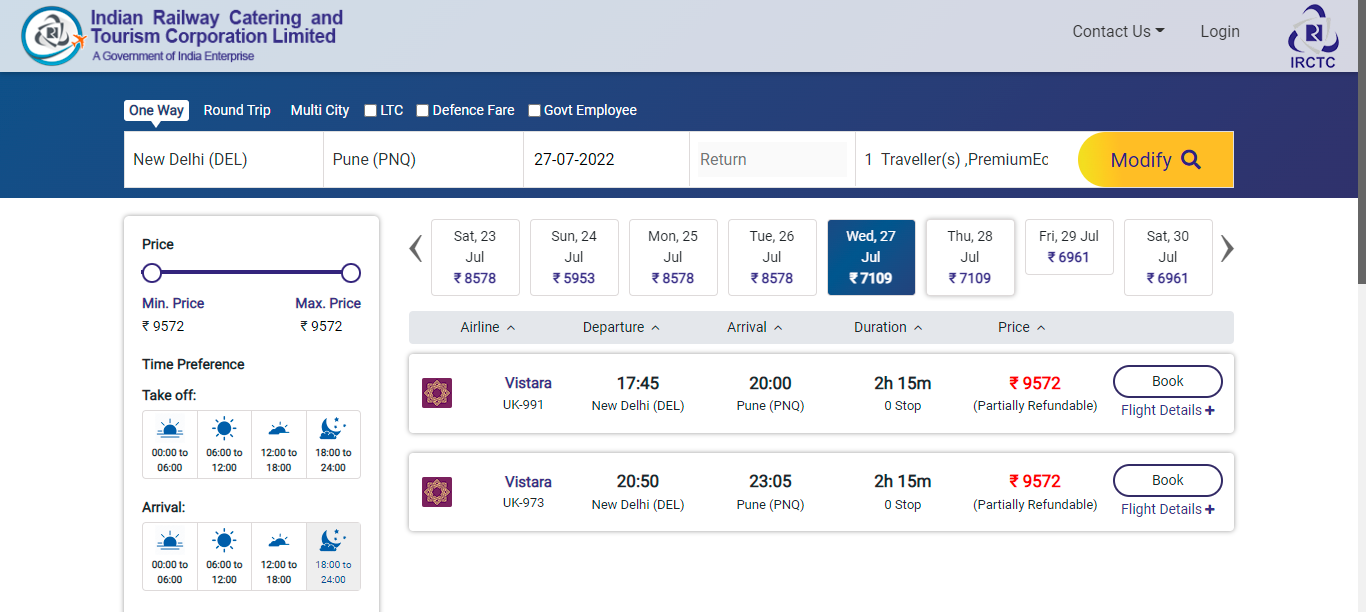 Indian Railway Catering and
Tourism Corporation Limited
A Government of India Enterprise
Contact Us
Login
IRCTC
One Way Round Trip Multi City LTC Defence Fare Govt Employee
New Delhi (DEL) Pune (PNQ) 27-07-2022 Return 1 Traveller(s) ,PremiumEc Modify
Price
Min. Price Max. Price
₹ 9572 ₹ 9572
Time Preference
Take off:
00:00 to 06:00 to 12:00 to 18:00 to
06:00 12:00 18:00 24:00
Arrival:
00:00 to 06:00 to 12:00 to 18:00 to
06:00 12:00 18:00 24:00
Sat, 23 Sun, 24 Mon, 25 Tue, 26 Wed, 27 Thu, 28 Fri, 29 Jul Sat, 30
Jul Jul Jul Jul Jul Jul ₹ 6961 Jul
₹ 8578 ₹ 5953 ₹ 8578 ₹ 8578 ₹ 7109 ₹ 7109 ₹ 6961
Airline Departure Arrival Duration Price
Vistara 17:45 20:00 2h 15m ₹ 9572 Book
UK-991 New Delhi (DEL) Pune (PNQ) 0 Stop (Partially Refundable) Flight Details +
Vistara 20:50 23:05 2h 15m ₹ 9572 Book
UK-973 New Delhi (DEL) Pune (PNQ) 0 Stop (Partially Refundable) Flight Details +